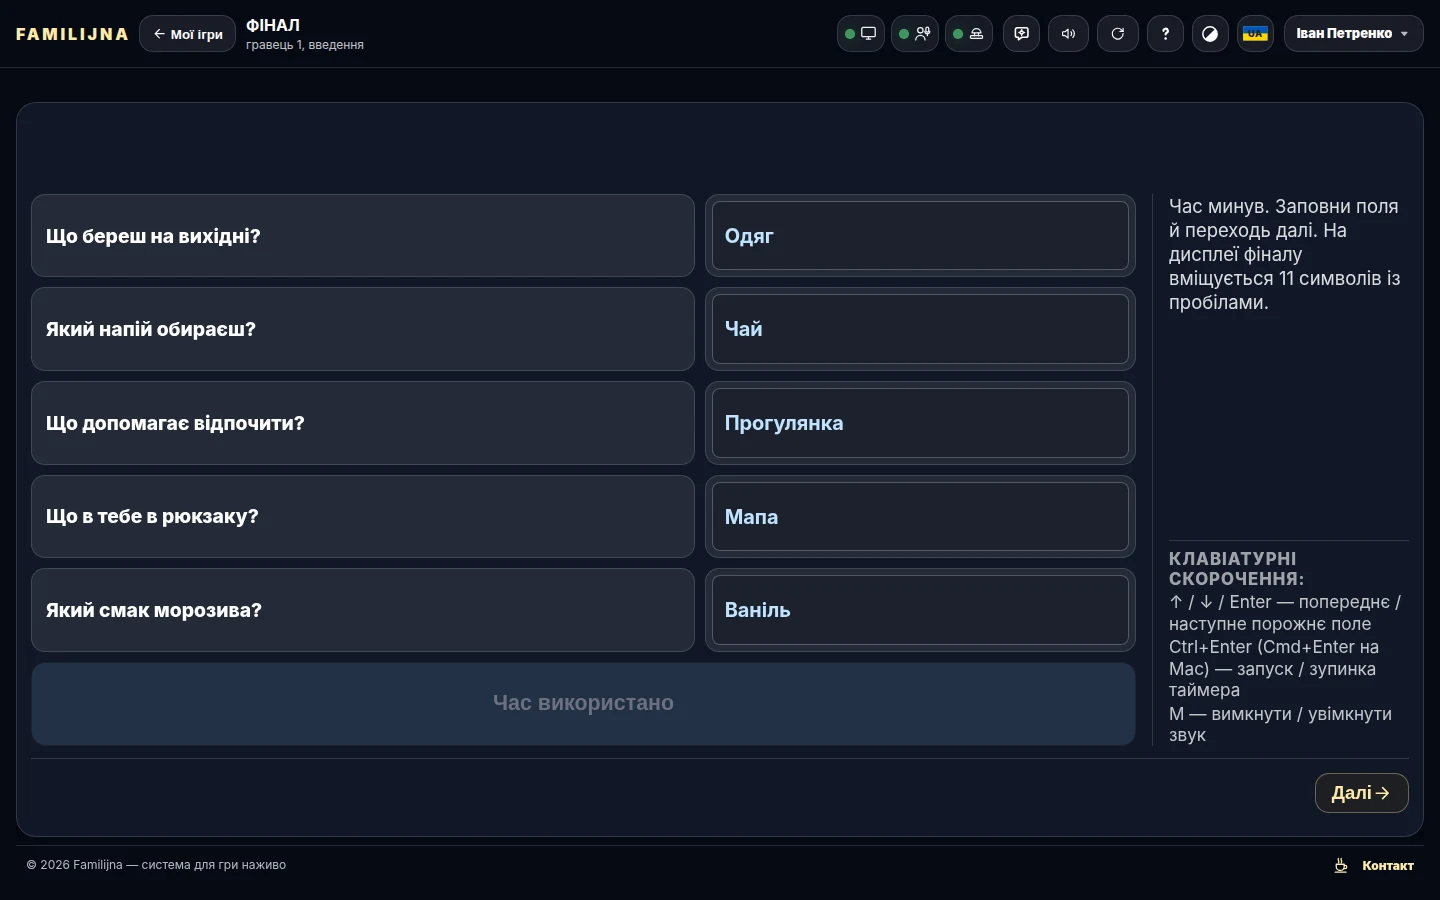 FAMILIJNA
← Мої ігри
ФІНАЛ
гравець 1, введення
?
UA
Іван Петренко
Що береш на вихідні?
Одяг
Який напій обираєш?
Чай
Що допомагає відпочити?
Прогулянка
Що в тебе в рюкзаку?
Мапа
Який смак морозива?
Ваніль
Час використано
Час минув. Заповни поля
й переходь далі. На
дисплеї фіналу
вміщується 11 символів із
пробілами.
КЛАВІАТУРНІ
СКОРОЧЕННЯ:
↑ / ↓ / Enter — попереднє /
наступне порожнє поле
Ctrl+Enter (Cmd+Enter на
Mac) — запуск / зупинка
таймера
M — вимкнути / увімкнути
звук
Далі →
© 2026 Familijna — система для гри наживо
Контакт